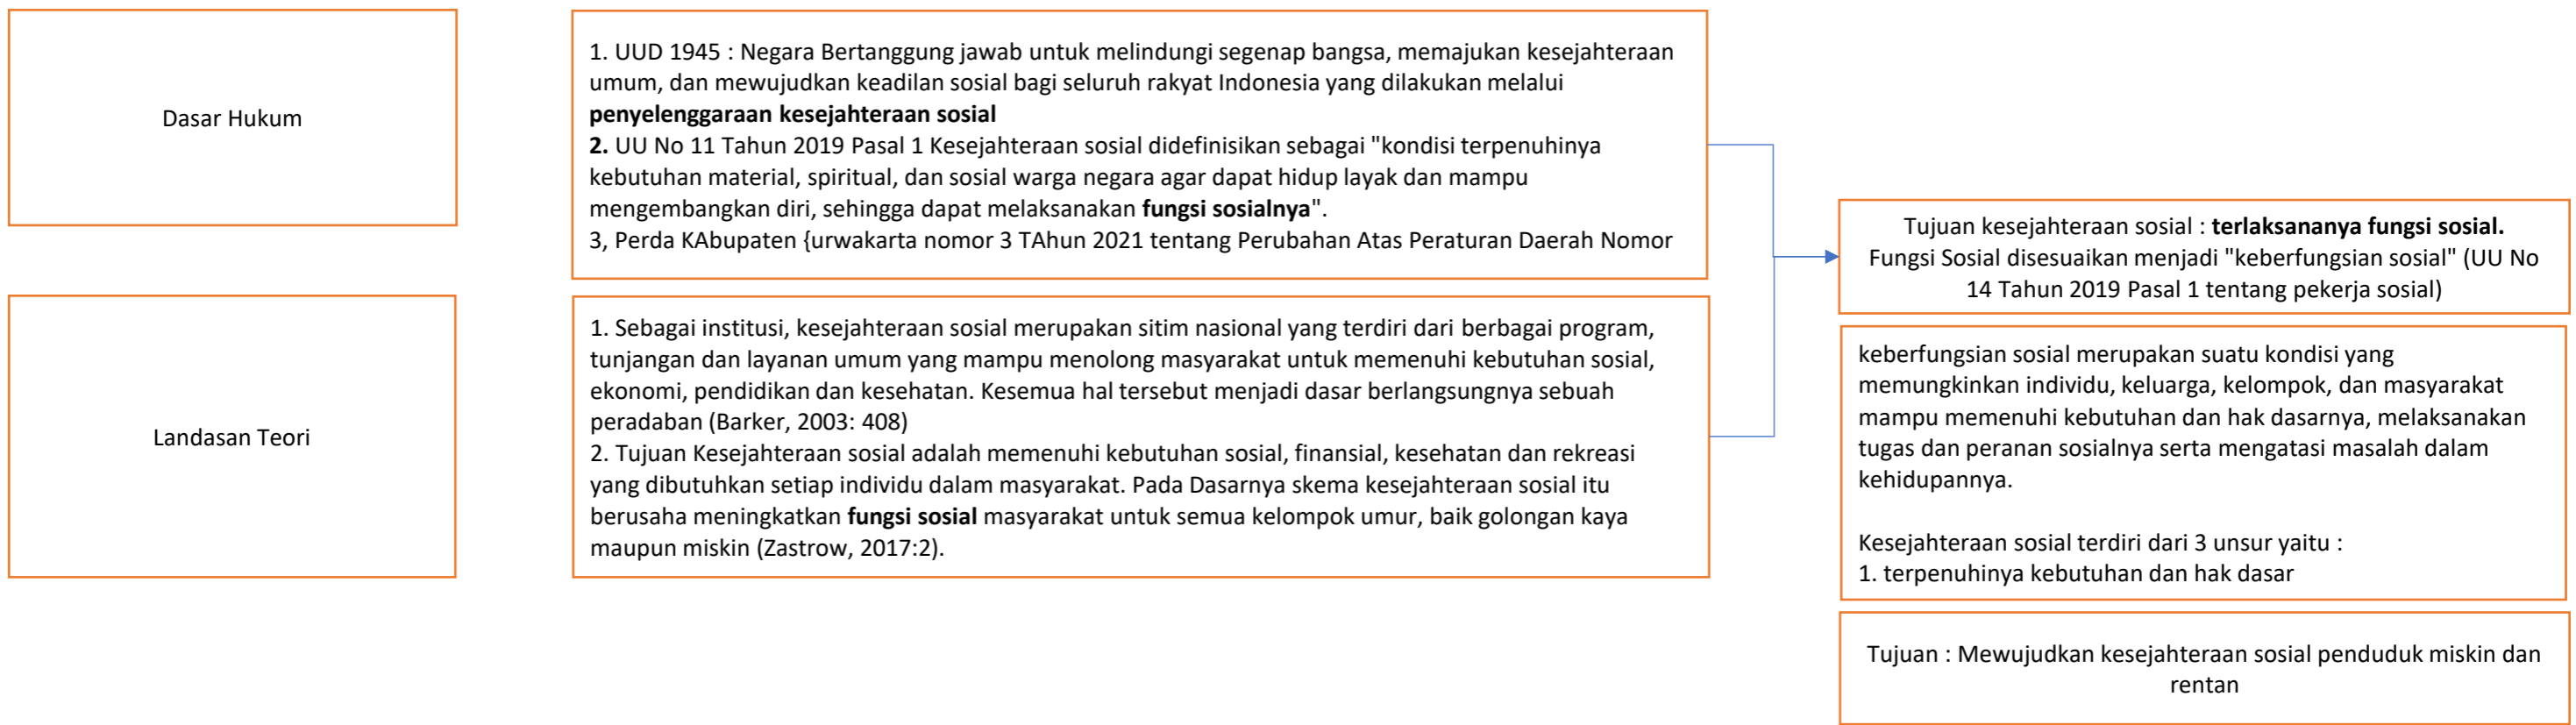 Dasar Hukum
1. UUD 1945 : Negara Bertanggung jawab untuk melindungi segenap bangsa, memajukan kesejahteraan
umum, dan mewujudkan keadilan sosial bagi seluruh rakyat Indonesia yang dilakukan melalui
penyelenggaraan kesejahteraan sosial
2. UU No 11 Tahun 2019 Pasal 1 Kesejahteraan sosial didefinisikan sebagai "kondisi terpenuhinya
kebutuhan material, spiritual, dan sosial warga negara agar dapat hidup layak dan mampu
mengembangkan diri, sehingga dapat melaksanakan fungsi sosialnya".
3, Perda KAbupaten {urwakarta nomor 3 TAhun 2021 tentang Perubahan Atas Peraturan Daerah Nomor
Landasan Teori
1. Sebagai institusi, kesejahteraan sosial merupakan sitim nasional yang terdiri dari berbagai program,
tunjangan dan layanan umum yang mampu menolong masyarakat untuk memenuhi kebutuhan sosial,
ekonomi, pendidikan dan kesehatan. Kesemua hal tersebut menjadi dasar berlangsungnya sebuah
peradaban (Barker, 2003: 408)
2. Tujuan Kesejahteraan sosial adalah memenuhi kebutuhan sosial, finansial, kesehatan dan rekreasi
yang dibutuhkan setiap individu dalam masyarakat. Pada Dasarnya skema kesejahteraan sosial itu
berusaha meningkatkan fungsi sosial masyarakat untuk semua kelompok umur, baik golongan kaya
maupun miskin (Zastrow, 2017:2).
Tujuan kesejahteraan sosial : terlaksananya fungsi sosial.
Fungsi Sosial disesuaikan menjadi "keberfungsian sosial" (UU No
14 Tahun 2019 Pasal 1 tentang pekerja sosial)
keberfungsian sosial merupakan suatu kondisi yang
memungkinkan individu, keluarga, kelompok, dan masyarakat
mampu memenuhi kebutuhan dan hak dasarnya, melaksanakan
tugas dan peranan sosialnya serta mengatasi masalah dalam
kehidupannya.
Kesejahteraan sosial terdiri dari 3 unsur yaitu :
1. terpenuhinya kebutuhan dan hak dasar
Tujuan : Mewujudkan kesejahteraan sosial penduduk miskin dan
rentan